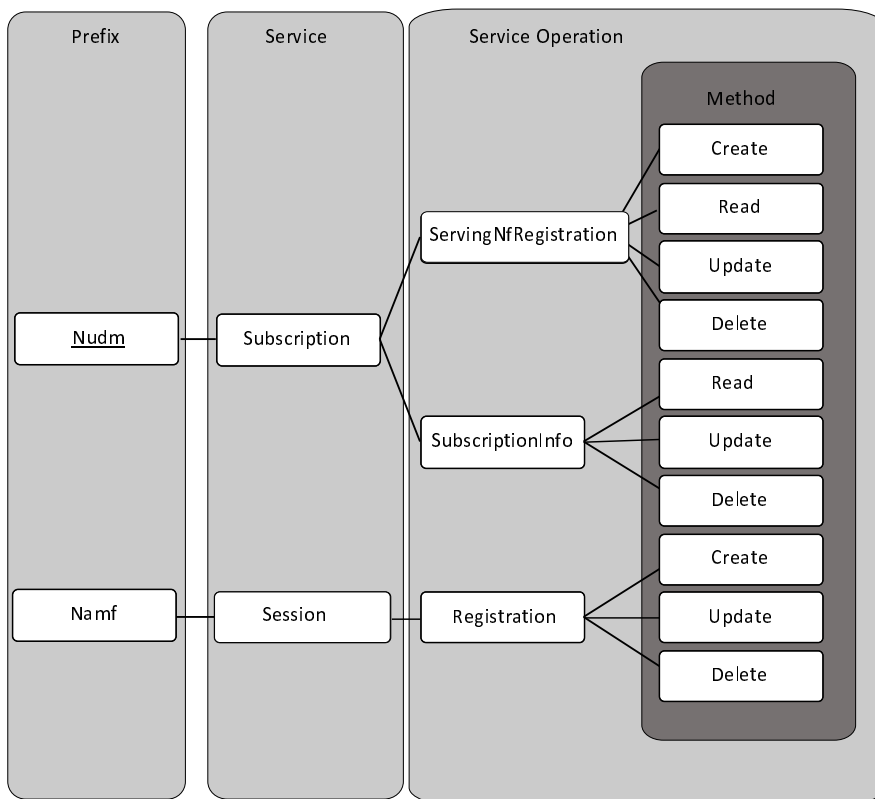 Prefix
Service
Service Operation
Method
Create
Read
ServingNfRegistration
Update
Delete
Nudm
Subscription
Read
SubscriptionInfo
Update
Delete
Create
Namf
Session
Registration
Update
Delete